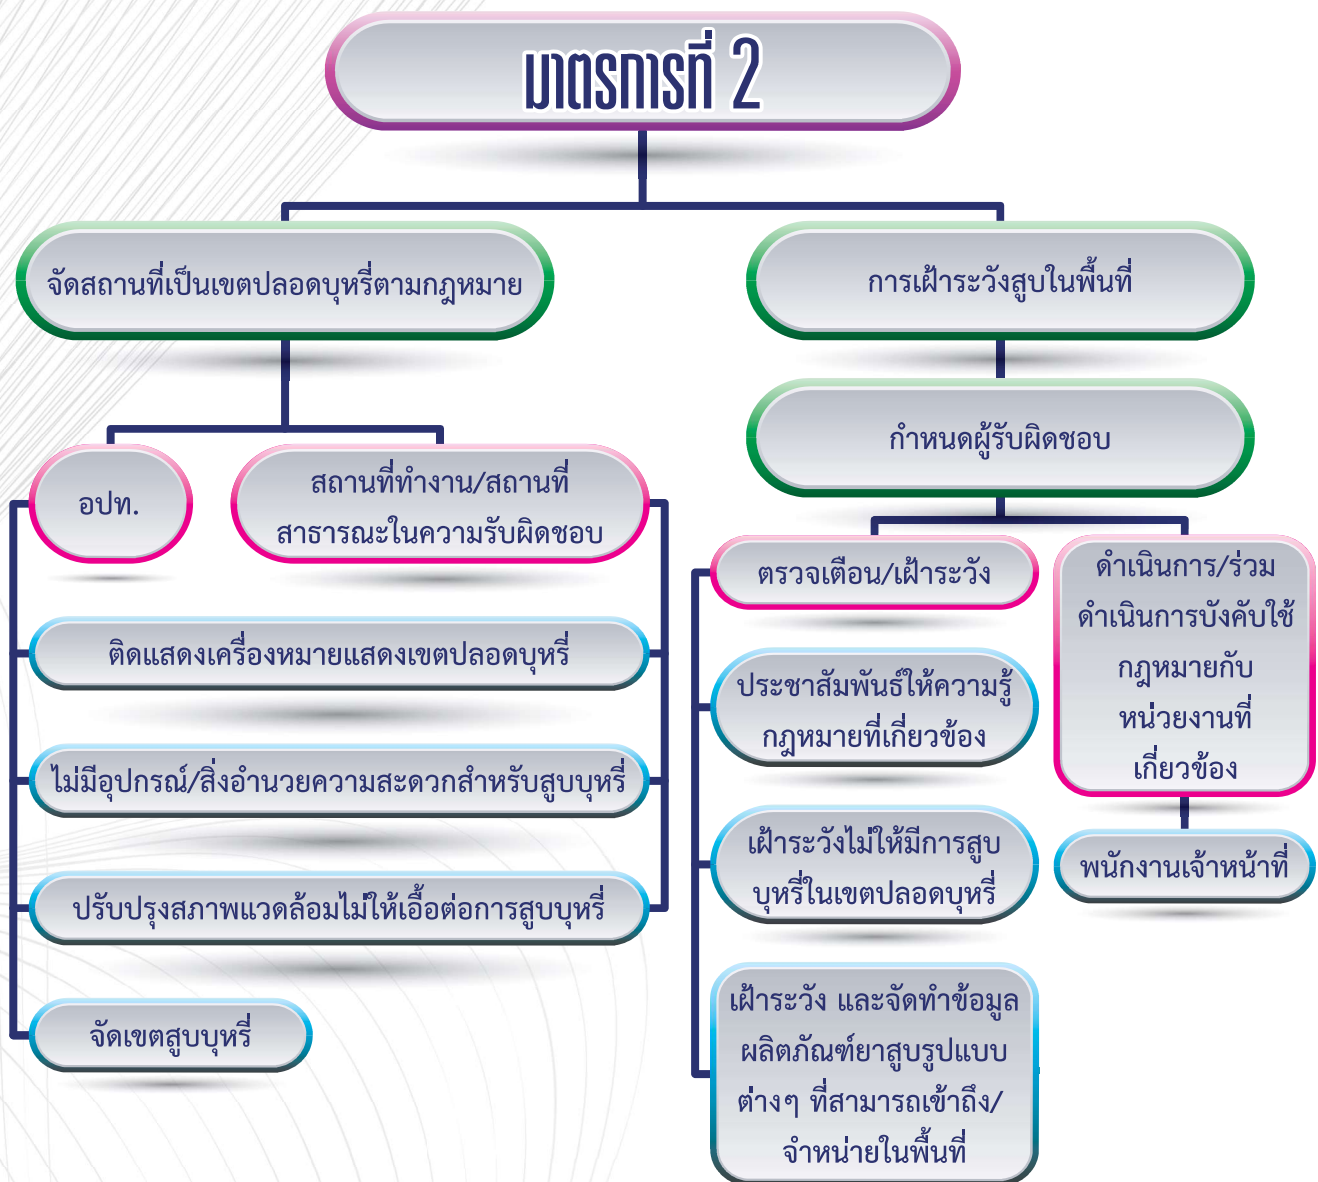 มาตรการที่ 2
จัดสถานที่เป็นเขตปลอดบุหรี่ตามกฎหมาย
อปท.
สถานที่ทำงาน/สถานที่
สาธารณะในความรับผิดชอบ
ติดแสดงเครื่องหมายแสดงเขตปลอดบุหรี่
ไม่มีอุปกรณ์/สิ่งอำนวยความสะดวกสำหรับสูบบุหรี่
ปรับปรุงสภาพแวดล้อมไม่ให้เอื้อต่อการสูบบุหรี่
จัดเขตสูบบุหรี่
การเฝ้าระวังสูบในพื้นที่
กำหนดผู้รับผิดชอบ
ตรวจเตือน/เฝ้าระวัง
ประชาสัมพันธ์ให้ความรู้
กฎหมายที่เกี่ยวข้อง
เฝ้าระวังไม่ให้มีการสูบ
บุหรี่ในเขตปลอดบุหรี่
เฝ้าระวัง และจัดทำข้อมูล
ผลิตภัณฑ์ยาสูบรูปแบบ
ต่างๆ ที่สามารถเข้าถึง/
จำหน่ายในพื้นที่
ดำเนินการ/ร่วม
ดำเนินการบังคับใช้
กฎหมายกับ
หน่วยงานที่
เกี่ยวข้อง
พนักงานเจ้าหน้าที่